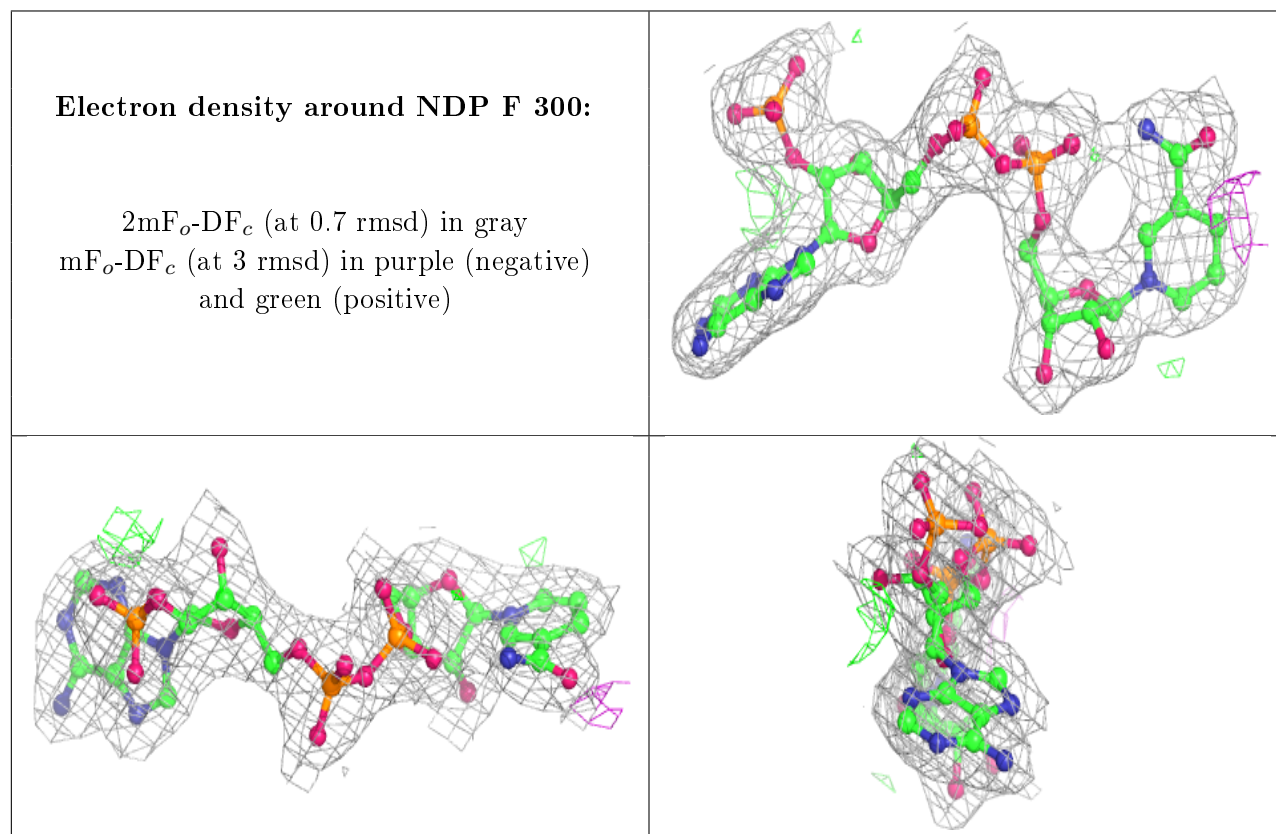 Electron density around NDP F 300:
2mFo-DFc (at 0.7 rmsd) in gray
mFo-DFc (at 3 rmsd) in purple (negative)
and green (positive)